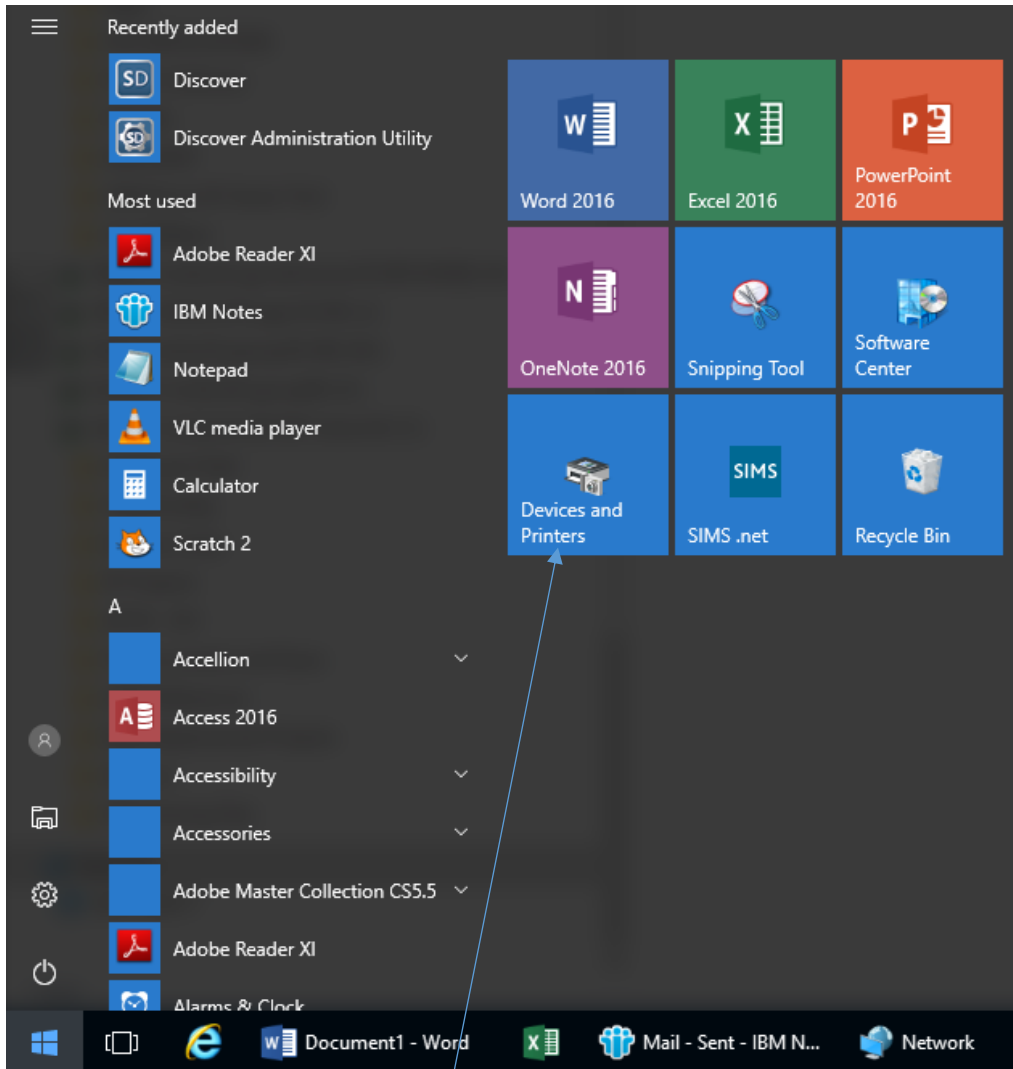 Recently added
SD Discover
SD Discover Administration Utility
Most used
Adobe Reader XI
IBM Notes
Notepad
VLC media player
Calculator
Scratch 2
A
Accellion
A Access 2016
Accessibility
Accessories
Adobe Master Collection CS5.5
Adobe Reader XI
Alarms & Clock
W
Word 2016
X
Excel 2016
P
PowerPoint
2016
N
OneNote 2016
Snipping Tool
Software
Center
Devices and
Printers
SIMS
SIMS .net
Recycle Bin
W Document1 - Word
X
Mail - Sent - IBM N...
Network